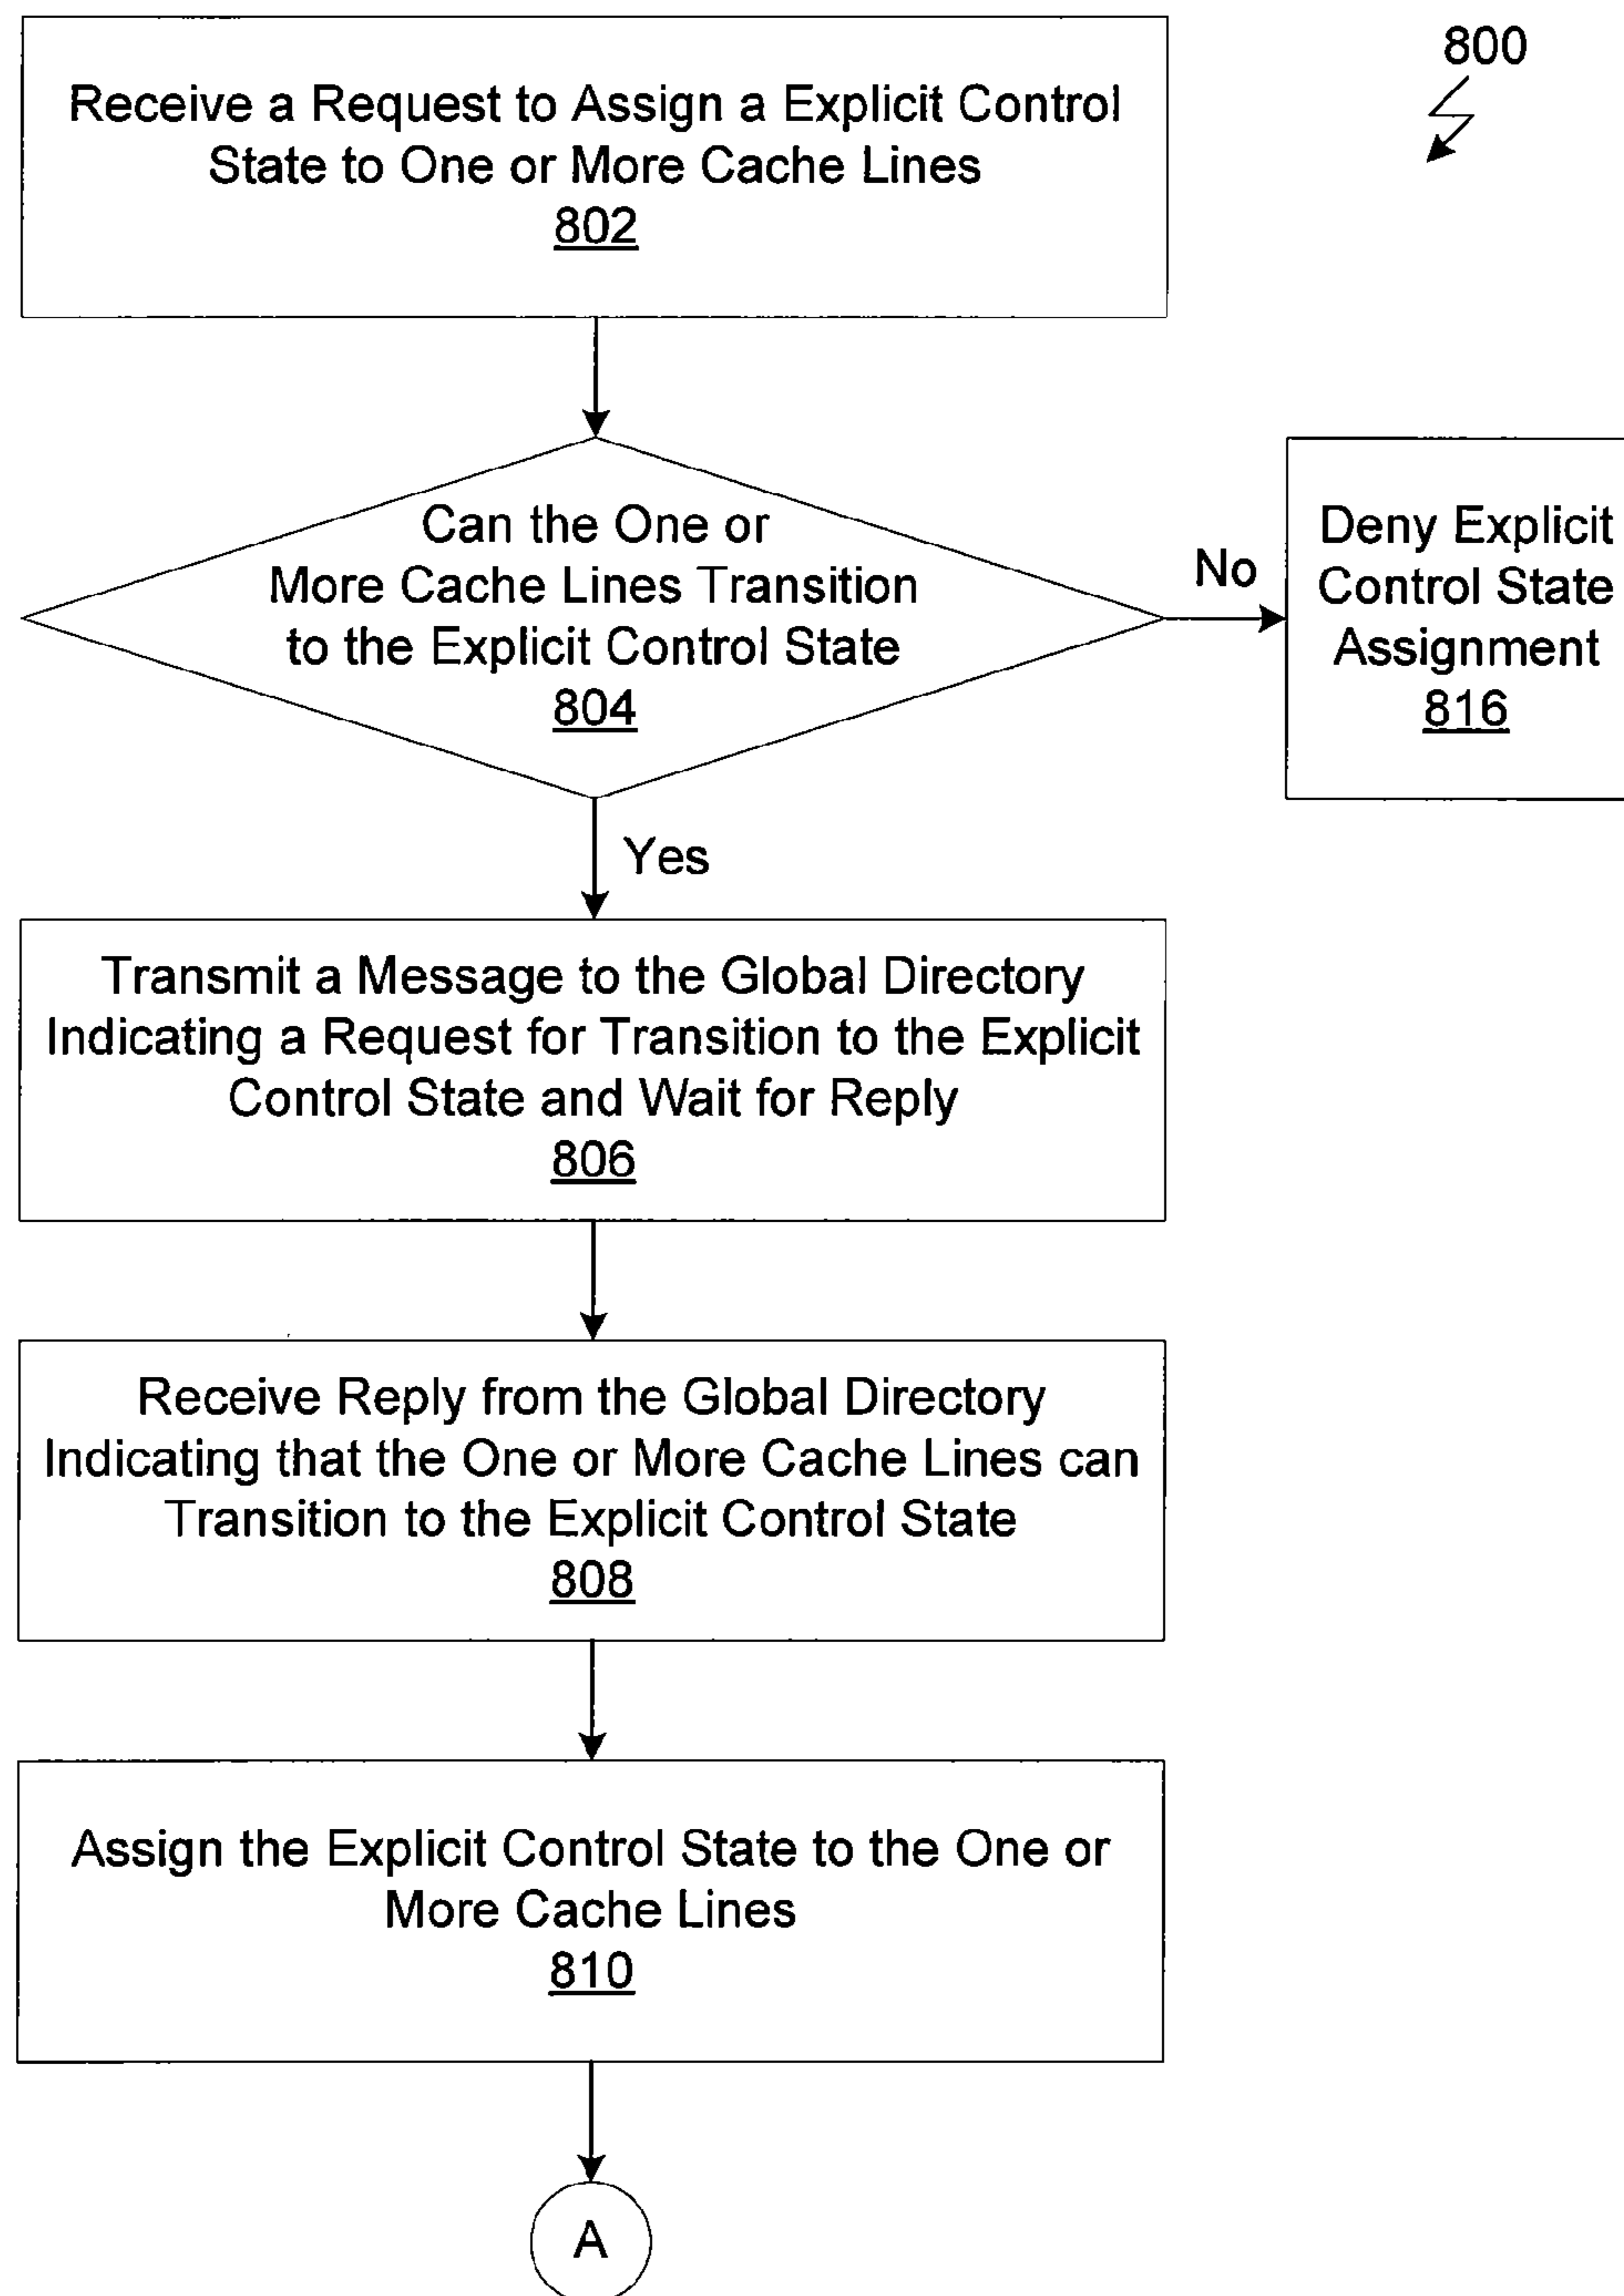 800
Receive a Request to Assign a Explicit Control
State to One or More Cache Lines
802
Can the One or
More Cache Lines Transition
to the Explicit Control State
804
No
Deny Explicit
Control State
Assignment
816
Yes
Transmit a Message to the Global Directory
Indicating a Request for Transition to the Explicit
Control State and Wait for Reply
806
Receive Reply from the Global Directory
Indicating that the One or More Cache Lines can
Transition to the Explicit Control State
808
Assign the Explicit Control State to the One or
More Cache Lines
810
A